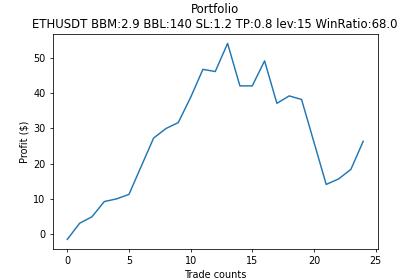 Portfolio
ETHUSDT BBM:2.9 BBL:140 SL:1.2 TP:0.8 lev:15 WinRatio:68.0
50
40
30
20
10
0
Profit ($)
0 5 10 15 20 25
Trade counts